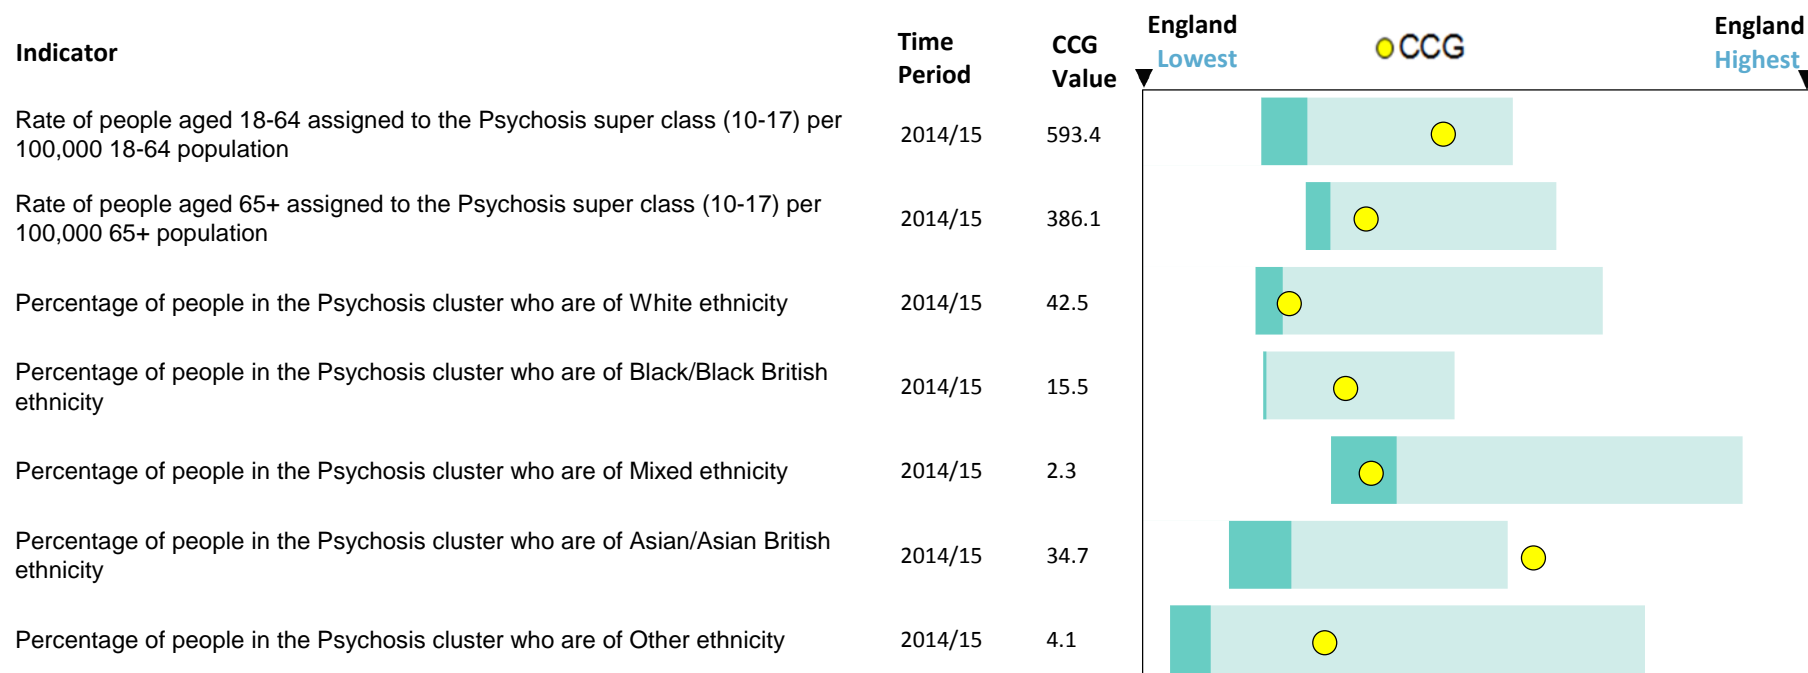 Indicator
Time
Period
CCG
Value
England
Lowest
CCG
England
Highest
Rate of people aged 18-64 assigned to the Psychosis super class (10-17) per
100,000 18-64 population
2014/15
593.4
Rate of people aged 65+ assigned to the Psychosis super class (10-17) per
100,000 65+ population
2014/15
386.1
Percentage of people in the Psychosis cluster who are of White ethnicity
2014/15
42.5
Percentage of people in the Psychosis cluster who are of Black/Black British
ethnicity
2014/15
15.5
Percentage of people in the Psychosis cluster who are of Mixed ethnicity
2014/15
2.3
Percentage of people in the Psychosis cluster who are of Asian/Asian British
ethnicity
2014/15
34.7
Percentage of people in the Psychosis cluster who are of Other ethnicity
2014/15
4.1